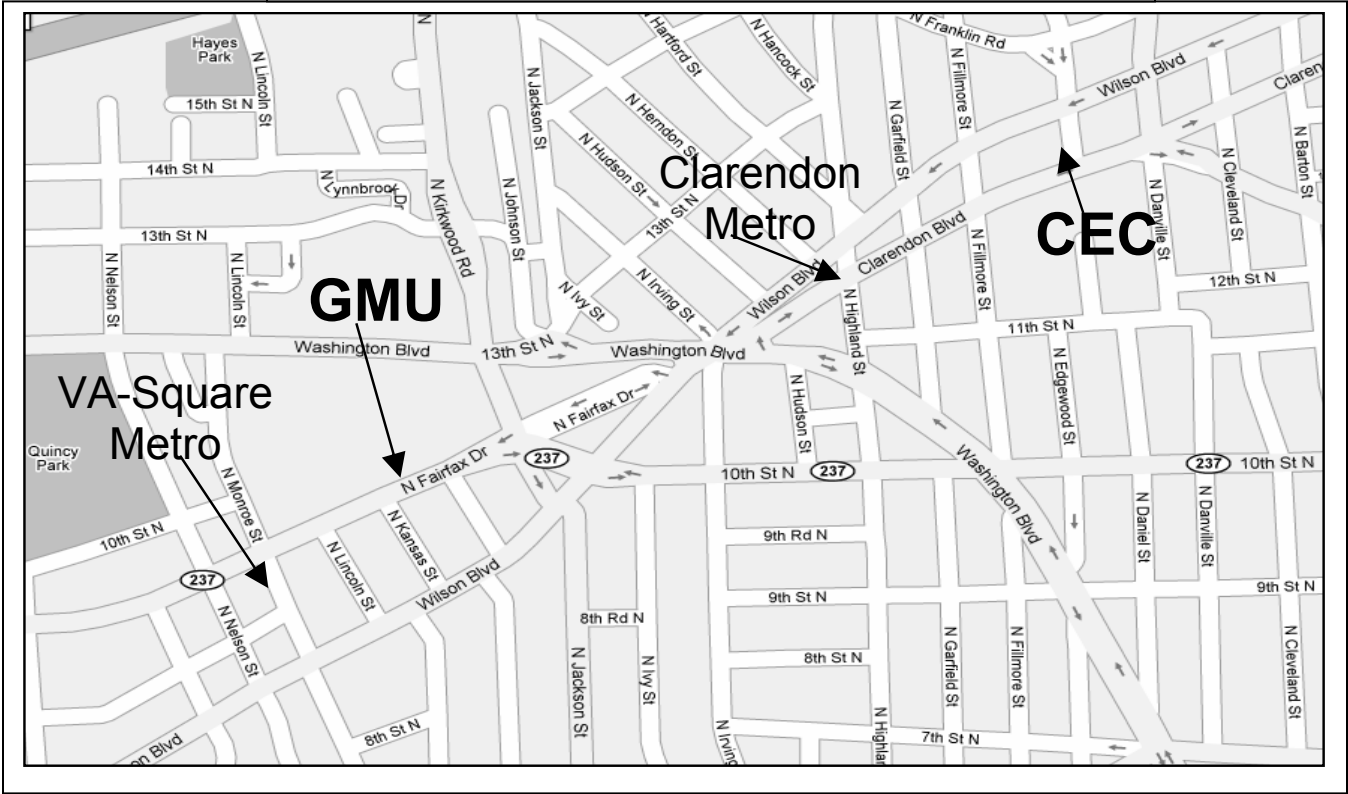 Hayes
Park
N Lincoln St
15th St N
14th St N
N Lynnbrook Dr
13th St N
N Nelson St
N Lincoln St
N Kirkwood Rd
N
N Johnson St
N Jackson St
N Hartford St
N Hancock St
N Herndon St
N Hudson St
13th St N
N Ivy St
N Irving St
N Franklin Rd
N Fillmore St
N Garfield St
Wilson Blvd
Claren
N Barton St
N Cleveland St
N Danville St
Clarendon
Metro
CEC
Clarendon Blvd
N Fillmore St
Wilson Blvd
N Highland St
12th St N
11th St N
N Edgewood St
GMU
Washington Blvd
13th St N
Washington Blvd
N Fairfax Dr
N Hudson St
VA-Square
Metro
Quincy
Park
N Monroe St
N Fairfax Dr
237
10th St N
237
Washington Blvd
237
10th St N
10th St N
237
N Lincoln St
N Kansas St
Wilson Blvd
N Nelson St
N Daniel St
N Danville St
9th Rd N
9th St N
9th St N
8th Rd N
8th St N
N Jackson St
N Ivy St
N Garfield St
N Fillmore St
N Cleveland St
8th St N
on Blvd
N Irving
N Highlan
7th St N